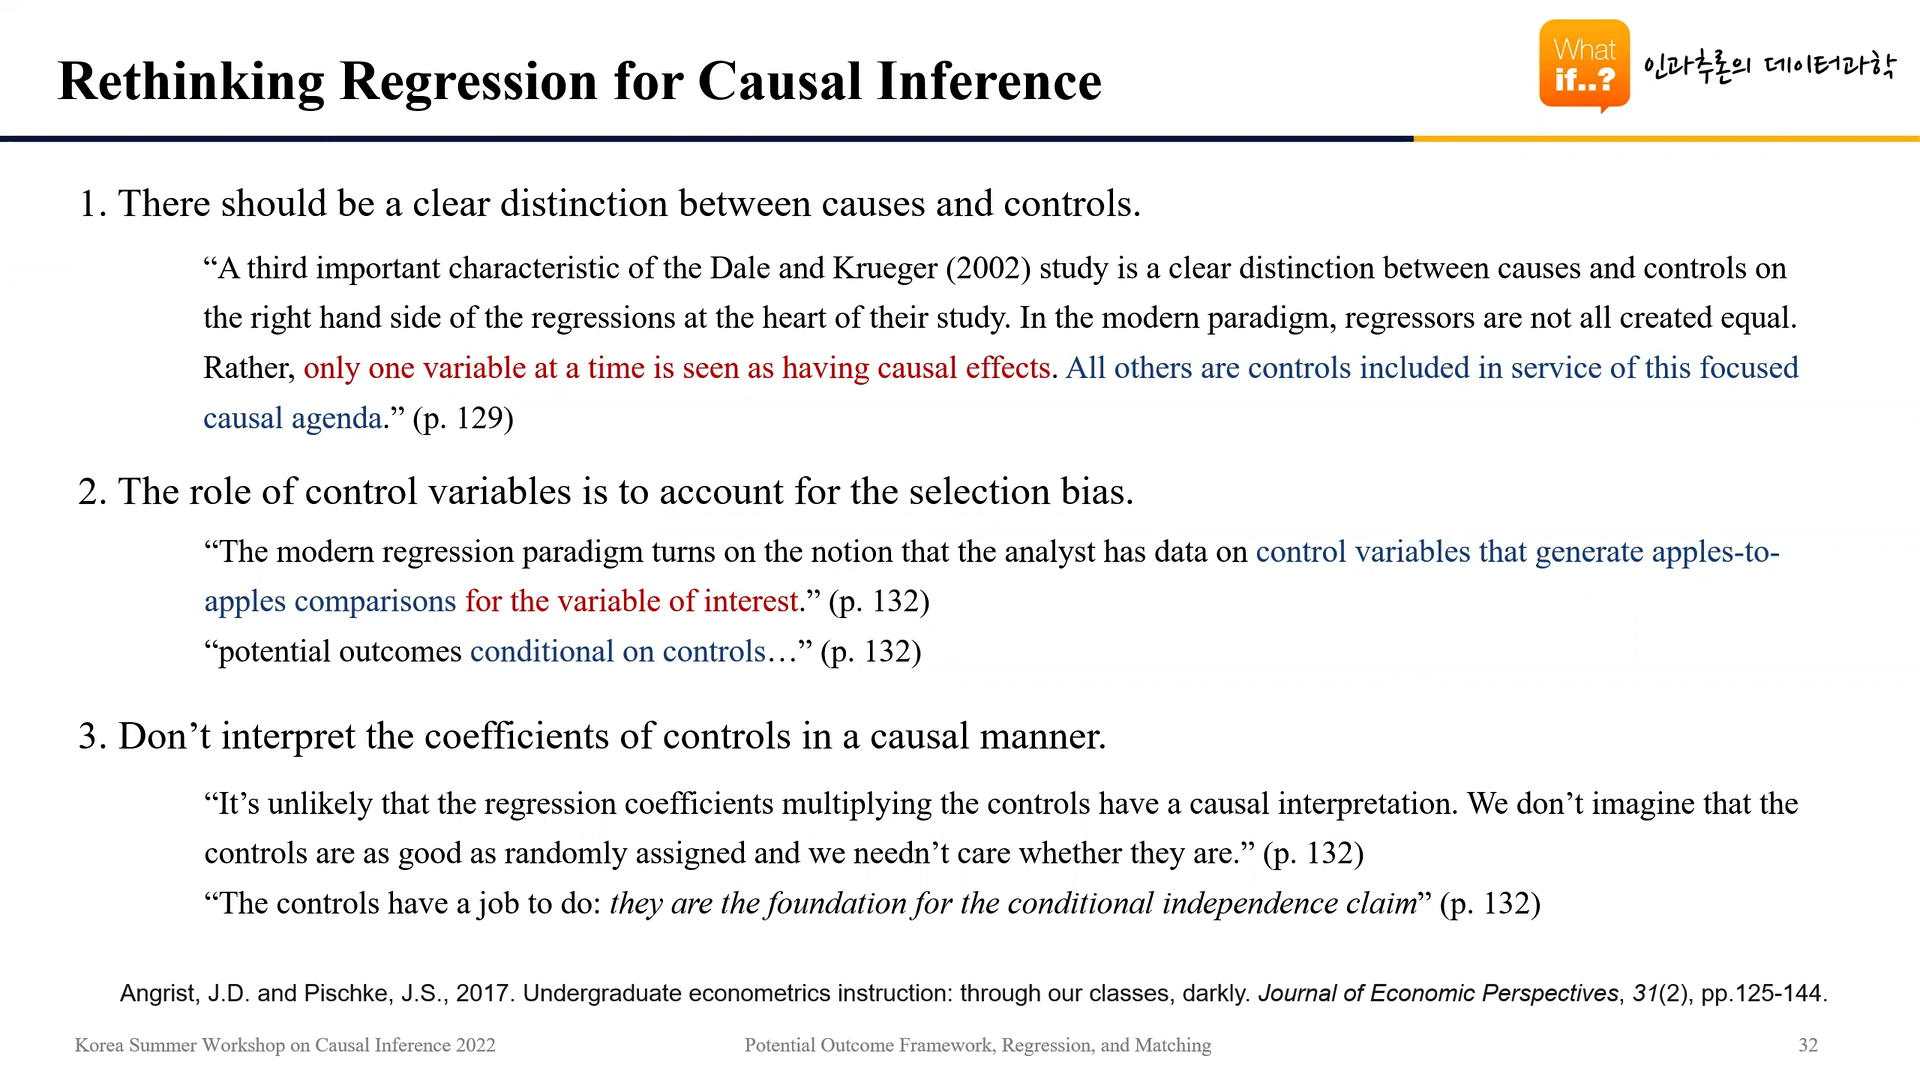 Rethinking Regression for Causal Inference
What
if..?
인과추론의 데이터과학
1. There should be a clear distinction between causes and controls.
“A third important characteristic of the Dale and Krueger (2002) study is a clear distinction between causes and controls on
the right hand side of the regressions at the heart of their study. In the modern paradigm, regressors are not all created equal.
Rather, only one variable at a time is seen as having causal effects. All others are controls included in service of this focused
causal agenda.” (p. 129)
2. The role of control variables is to account for the selection bias.
“The modern regression paradigm turns on the notion that the analyst has data on control variables that generate apples-to-
apples comparisons for the variable of interest.” (p. 132)
“potential outcomes conditional on controls…” (p. 132)
3. Don’t interpret the coefficients of controls in a causal manner.
“It’s unlikely that the regression coefficients multiplying the controls have a causal interpretation. We don’t imagine that the
controls are as good as randomly assigned and we needn’t care whether they are.” (p. 132)
“The controls have a job to do: they are the foundation for the conditional independence claim” (p. 132)
Angrist, J.D. and Pischke, J.S., 2017. Undergraduate econometrics instruction: through our classes, darkly. Journal of Economic Perspectives, 31(2), pp.125-144.
Korea Summer Workshop on Causal Inference 2022
Potential Outcome Framework, Regression, and Matching
32